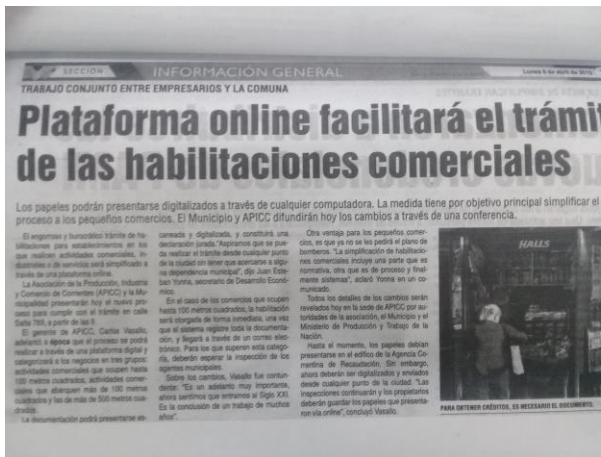 SECCIÓN
INFORMACIÓN GENERAL
Lunes 8 de abril de
TRABAJO CONJUNTO ENTRE EMPRESARIOS Y LA COMUNA
Plataforma online facilitará el trámit
de las habilitaciones comerciales
Los papeles podrán presentarse digitalizados a través de cualquier computadora. La medida tiene por objetivo principal simplificar el
proceso a los pequeños comercios. El Municipio y APICC difundirán hoy los cambios a través de una conferencia.
El engorroso y burocrático trámite de ha-
bilitaciones para establecimientos en los
que realicen actividades comerciales, in-
dustriales o de servicios será simplificado a
través de una plataforma online.
La Asociación de la Producción, Industria
y Comercio de Corrientes (APICC) y la Mu-
nicipalidad presentarán hoy el nuevo pro-
ceso para cumplir con el trámite en calle
Salta 763, a partir de las
El gerente de APICC, Carlos Vasallo,
adelantó a época que el proceso se podrá
realizar a través de una plataforma digital y
categorizará a los negocios en tres grupos:
actividades comerciales que ocupen hasta
100 metros cuadrados, actividades comer-
ciales que abarquen más de 100 metros
cuadrados y las de más de 500 metros cua-
drados.
La documentación podrá presentarse es-
caneada y digitalizada, y constituirá una
declaración jurada. "Aspiramos que se pue-
da realizar el trámite desde cualquier punto
de la ciudad sin tener que acercarse a algu-
na dependencia municipal", dijo Juan Este-
ban Yonna, secretario de Desarrollo Econó-
mico.
En el caso de los comercios que ocupen
hasta 100 metros cuadrados, la habilitación
será otorgada de forma inmediata, una vez
que el sistema registre toda la documenta-
ción, y llegará a través de un correo elec-
trónico. Para los que superen esta catego-
ría, deberán esperar la inspección de los
agentes municipales.
Sobre los cambios, Vasallo fue contun-
dente: "Es un adelanto muy importante,
ahora sentimos que entramos al Siglo XXI.
Es la conclusión de un trabajo de muchos
años".
Otra ventaja para los pequeños comer-
cios, es que ya no se les pedirá el plano de
bomberos. "La simplificación de habilitacio-
nes comerciales incluye una parte que es
normativa, otra que es de proceso y final-
mente sistemas", aclaró Yonna en un co-
municado.
Todos los detalles de los cambios serán
revelados hoy en la sede de APICC por au-
toridades de la asociación, el Municipio y el
Ministerio de Producción y Trabajo de la
Nación.
Hasta el momento, los papeles debían
presentarse en el edificio de la Agencia Co-
rrentina de Recaudación. Sin embargo,
ahora deberán ser digitalizados y enviados
desde cualquier punto de la ciudad. "Las
inspecciones continuarán y los propietarios
deberán guardar los papeles que presenta-
ron vía online", concluyó Vasallo.
HALLS
PARA OBTENER CRÉDITOS, ES NECESARIO EL DOCUMENTO.